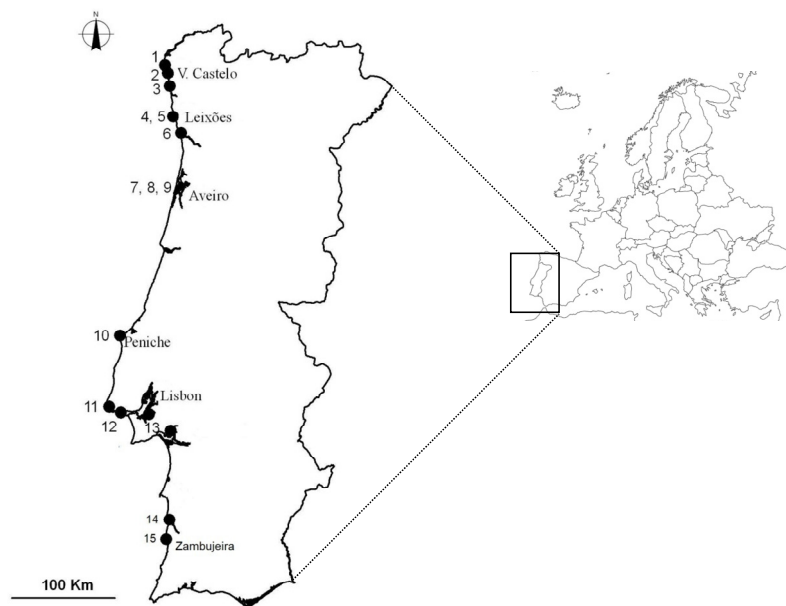 N
1
2
V. Castelo
3
4, 5
Leixões
6
7, 8, 9
Aveiro
10
Peniche
Lisbon
11
12
13
14
15
Zambujeira
100 Km